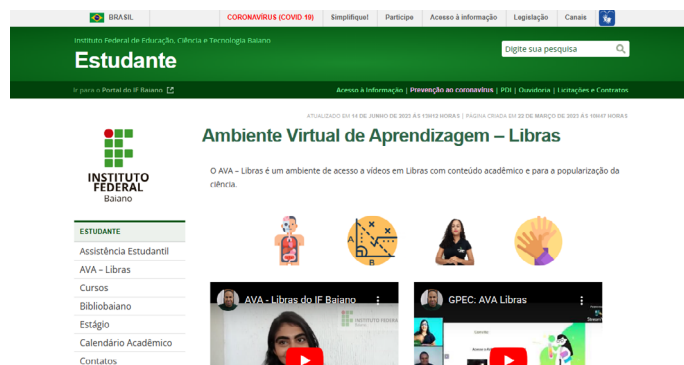 BRASIL
CORONAVÍRUS (COVID 19)
Simplifique!
Participe
Acesso à informação
Legislação
Canais
Instituto Federal de Educação, Ciência e Tecnologia Baiano
Estudante
Digite sua pesquisa
Ir para o Portal do IF Baiano
Acesso à Informação | Prevenção ao coronavírus | PDI | Ouvidoria | Licitações e Contratos
ATUALIZADO EM 14 DE JUNHO DE 2023 ÀS 15H13 HORAS | PÁGINA CRIADA EM 22 DE MARÇO DE 2023 ÀS 10H47 HORAS
Ambiente Virtual de Aprendizagem – Libras
INSTITUTO
FEDERAL
Baiano
O AVA – Libras é um ambiente de acesso a vídeos em Libras com conteúdo acadêmico e para a popularização da
ciência.
ESTUDANTE
Assistência Estudantil
AVA – Libras
Cursos
Bibliobaiano
Estágio
Calendário Acadêmico
Contatos
A
B
AVA - Libras do IF Baiano
INSTITUTO FEDERAL
GPEC: AVA Libras